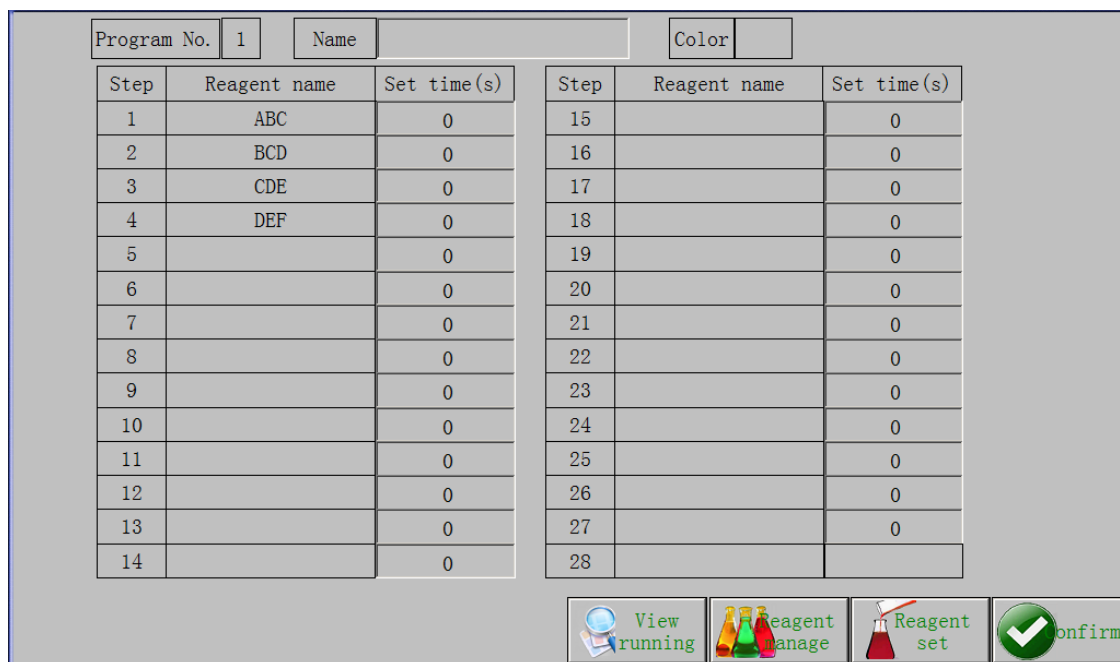 Program No. 1 Name Color
Step Reagent name Set time(s) Step Reagent name Set time(s)
1 ABC 0 15 0
2 BCD 0 16 0
3 CDE 0 17 0
4 DEF 0 18 0
5 0 19 0
6 0 20 0
7 0 21 0
8 0 22 0
9 0 23 0
10 0 24 0
11 0 25 0
12 0 26 0
13 0 27 0
14 0 28
View running
Reagent manage
Reagent set
Confirm